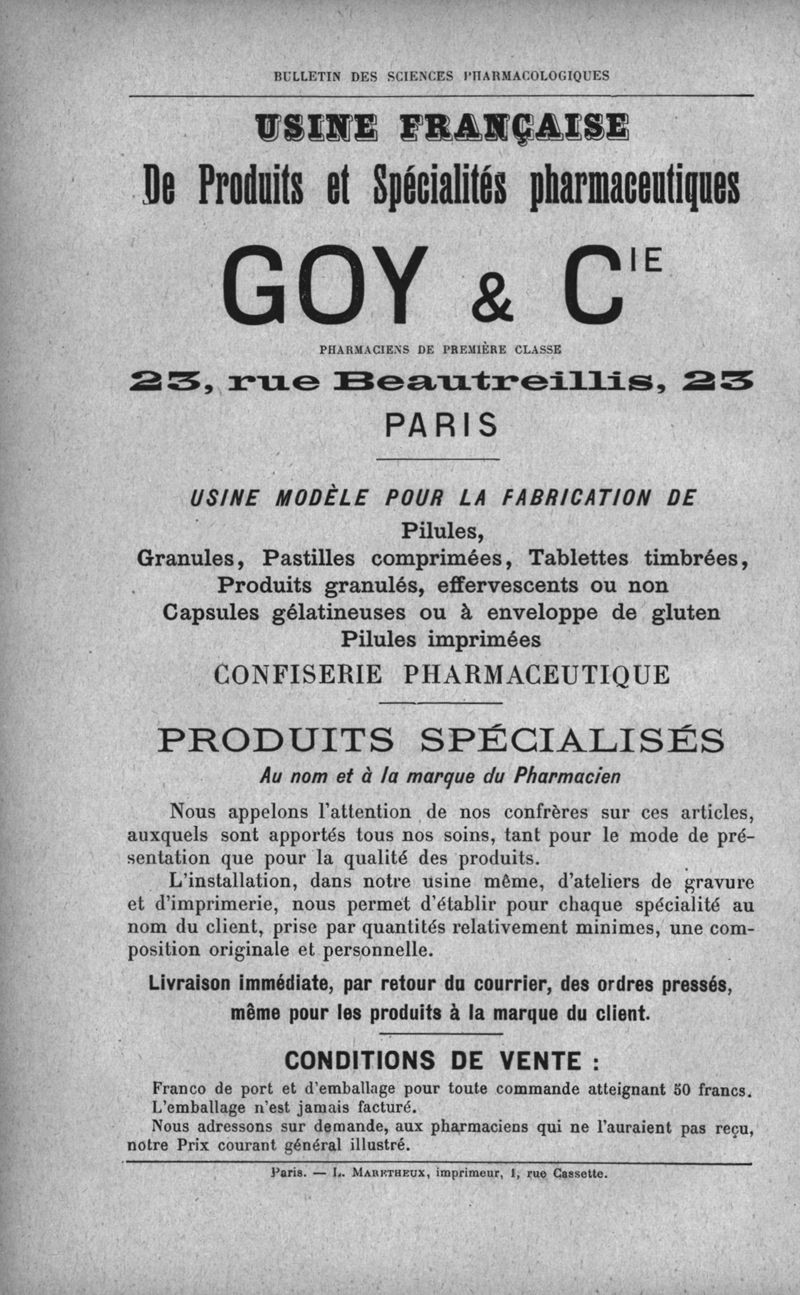 BULLETIN DES SCIENCES PHARMACOLOGIQUES
USINE FRANÇAISE
De Produits et Spécialités pharmaceutiques
GOY & CIE
PHARMACIENS DE PREMIÈRE CLASSE
23, rue Beautreillis, 23
PARIS
USINE MODÈLE POUR LA FABRICATION DE
Pilules,
Granules, Pastilles comprimées, Tablettes timbrées,
Produits granulés, effervescents ou non
Capsules gélatineuses ou à enveloppe de gluten
Pilules imprimées
CONFISERIE PHARMACEUTIQUE
PRODUITS SPÉCIALISÉS
Au nom et à la marque du Pharmacien
Nous appelons l'attention de nos confrères sur ces articles,
auxquels sont apportés tous nos soins, tant pour le mode de pré-
sentation que pour la qualité des produits.
L'installation, dans notre usine même, d'ateliers de gravure
et d'imprimerie, nous permet d'établir pour chaque spécialité au
nom du client, prise par quantités relativement minimes, une com-
position originale et personnelle.
Livraison immédiate, par retour du courrier, des ordres pressés,
même pour les produits à la marque du client.
CONDITIONS DE VENTE :
Franco de port et d'emballage pour toute commande atteignant 50 francs.
L'emballage n'est jamais facturé.
Nous adressons sur demande, aux pharmaciens qui ne l'auraient pas reçu,
notre Prix courant général illustré.
Paris. — L. MARETHEUX, imprimeur, 1, rue Cassette.